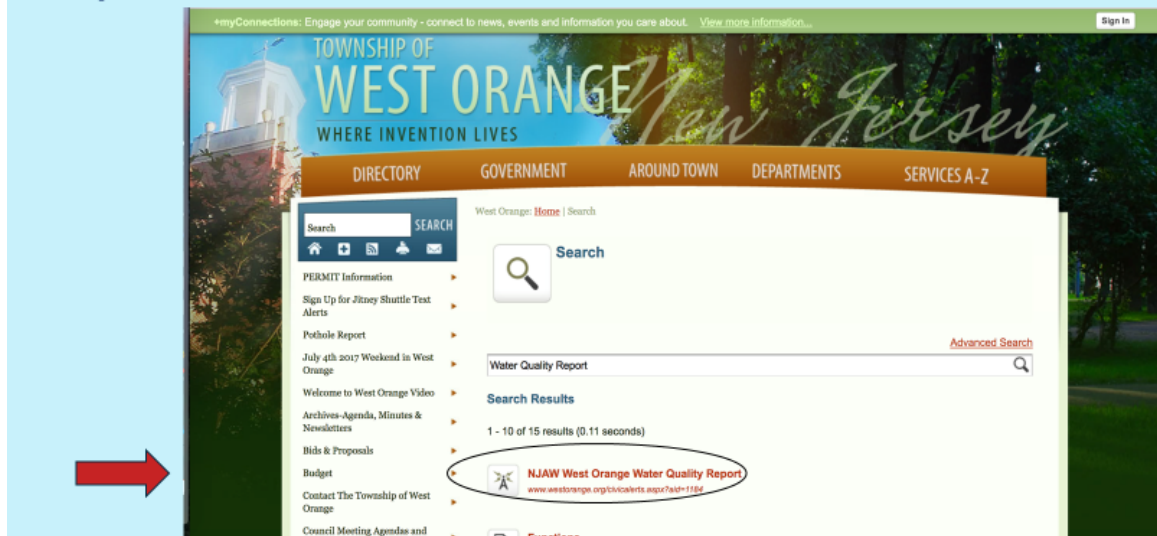 +myConnections: Engage your community - connect to news, events and information you care about. View more information...
Sign In
TOWNSHIP OF
WEST ORANGE
New Jersey
WHERE INVENTION LIVES
DIRECTORY
GOVERNMENT
AROUND TOWN
DEPARTMENTS
SERVICES A-Z
Search
SEARCH
PERMIT Information
Sign Up for Jitney Shuttle Text
Alerts
Pothole Report
July 4th 2017 Weekend in West
Orange
Welcome to West Orange Video
Archives-Agenda, Minutes &
Newsletters
Bids & Proposals
Budget
Contact The Township of West
Orange
Council Meeting Agendas and
West Orange: Home | Search
Search
Advanced Search
Water Quality Report
Search Results
1 - 10 of 15 results (0.11 seconds)
NJAW West Orange Water Quality Report
www.westorange.org/civicalerts.aspx?aid=1184